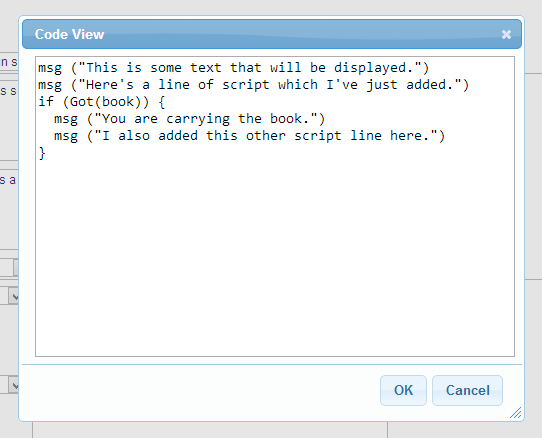 Code View
msg ("This is some text that will be displayed.")
msg ("Here's a line of script which I've just added.")
if (Got(book)) {
  msg ("You are carrying the book.")
  msg ("I also added this other script line here.")
}
OK
Cancel
n s
s s
s a